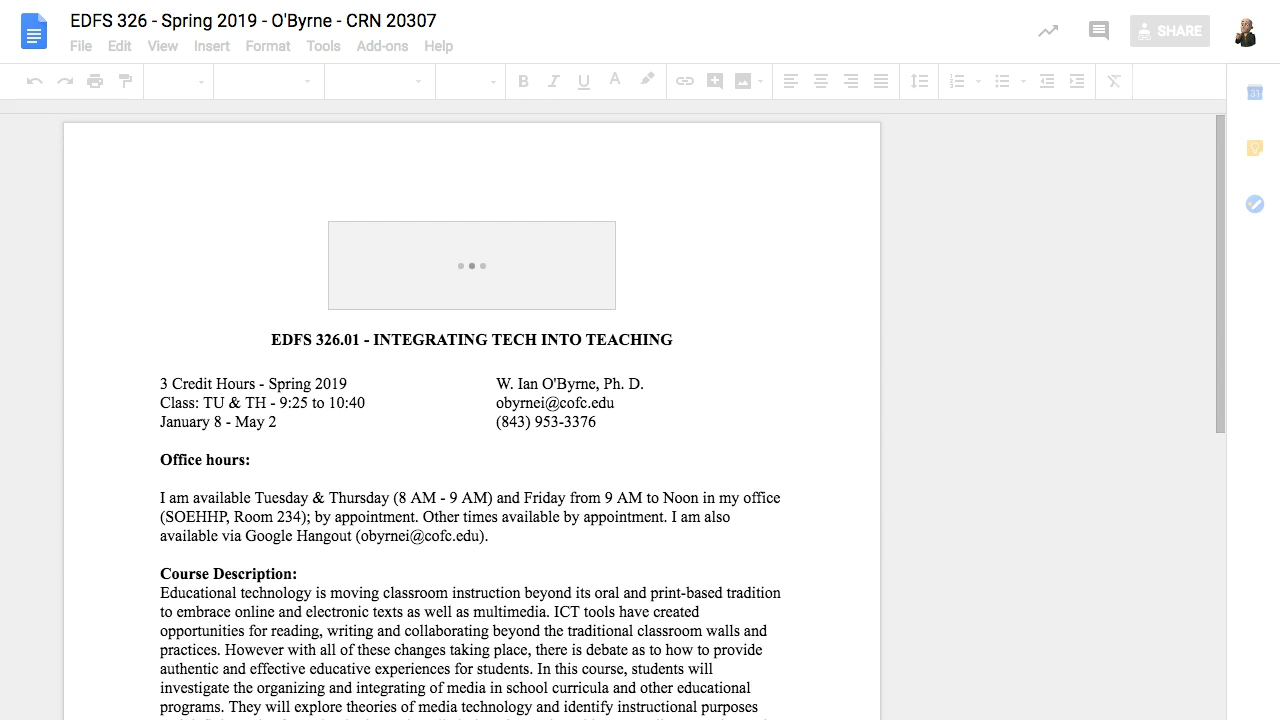 EDFS 326 - Spring 2019 - O'Byrne - CRN 20307
File Edit View Insert Format Tools Add-ons Help
SHARE
B I U A
31
EDFS 326.01 - INTEGRATING TECH INTO TEACHING
3 Credit Hours - Spring 2019 W. Ian O'Byrne, Ph. D.
Class: TU & TH - 9:25 to 10:40 obyrnei@cofc.edu
January 8 - May 2 (843) 953-3376
Office hours:
I am available Tuesday & Thursday (8 AM - 9 AM) and Friday from 9 AM to Noon in my office
(SOEHHP, Room 234); by appointment. Other times available by appointment. I am also
available via Google Hangout (obyrnei@cofc.edu).
Course Description:
Educational technology is moving classroom instruction beyond its oral and print-based tradition
to embrace online and electronic texts as well as multimedia. ICT tools have created
opportunities for reading, writing and collaborating beyond the traditional classroom walls and
practices. However with all of these changes taking place, there is debate as to how to provide
authentic and effective educative experiences for students. In this course, students will
investigate the organizing and integrating of media in school curricula and other educational
programs. They will explore theories of media technology and identify instructional purposes